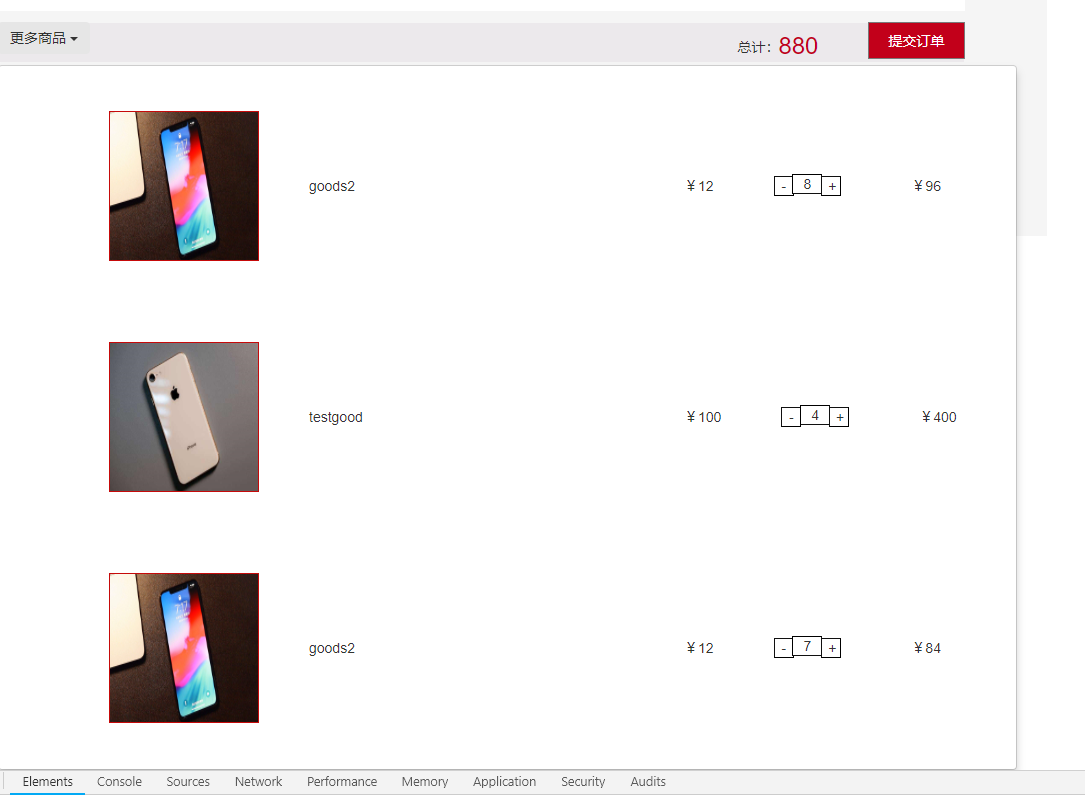 更多商品
总计：880
提交订单
goods2 ￥12 - 8 + ￥96
testgood ￥100 - 4 + ￥400
goods2 ￥12 - 7 + ￥84
Elements Console Sources Network Performance Memory Application Security Audits